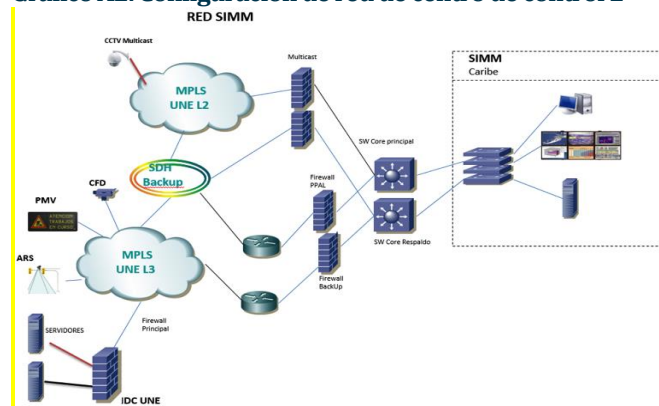 RED SIMM
CCTV Multicast
MPLS
UNE L2
Multicast
SIMM
Caribe
SW Core principal
SDH
Backup
CFD
PMV
Firewall
PPAL
MPLS
UNE L3
SW Core Respaldo
ARS
Firewall
BackUp
Firewall
Principal
SERVIDORES
IDC UNE